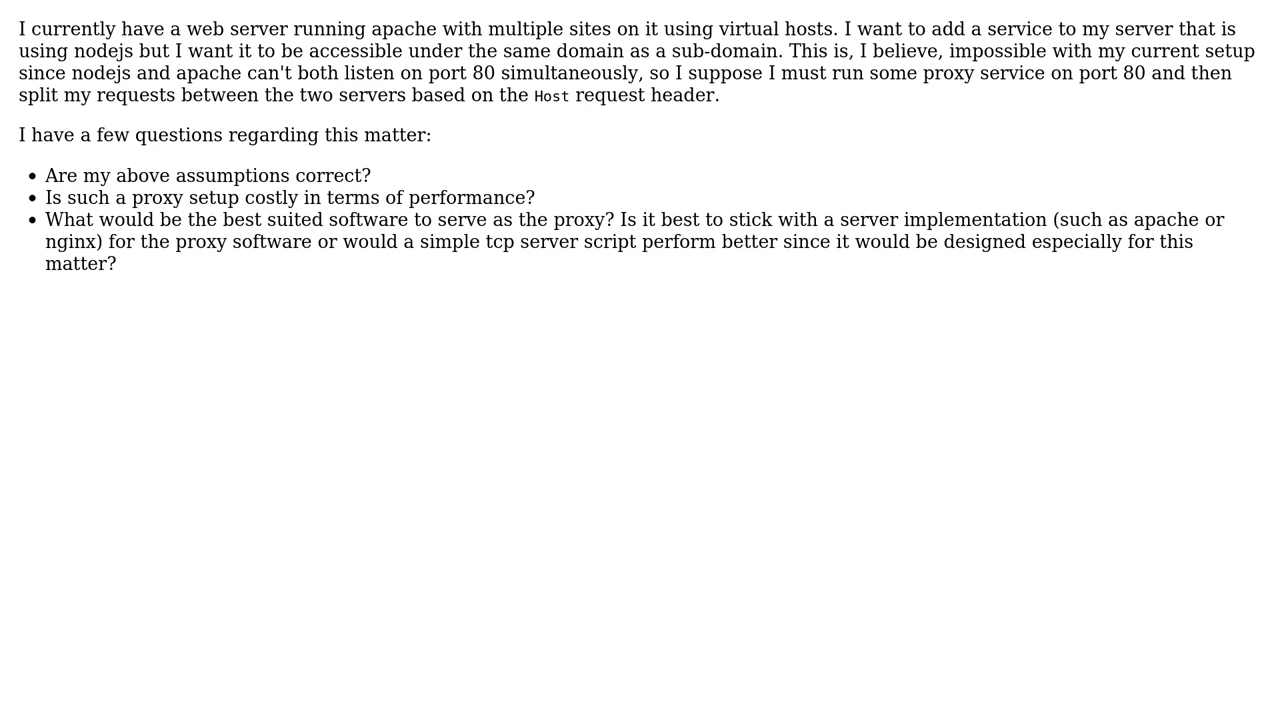 I currently have a web server running apache with multiple sites on it using virtual hosts. I want to add a service to my server that is
using nodejs but I want it to be accessible under the same domain as a sub-domain. This is, I believe, impossible with my current setup
since nodejs and apache can't both listen on port 80 simultaneously, so I suppose I must run some proxy service on port 80 and then
split my requests between the two servers based on the Host request header.
I have a few questions regarding this matter:
• Are my above assumptions correct?
• Is such a proxy setup costly in terms of performance?
• What would be the best suited software to serve as the proxy? Is it best to stick with a server implementation (such as apache or
nginx) for the proxy software or would a simple tcp server script perform better since it would be designed especially for this
matter?